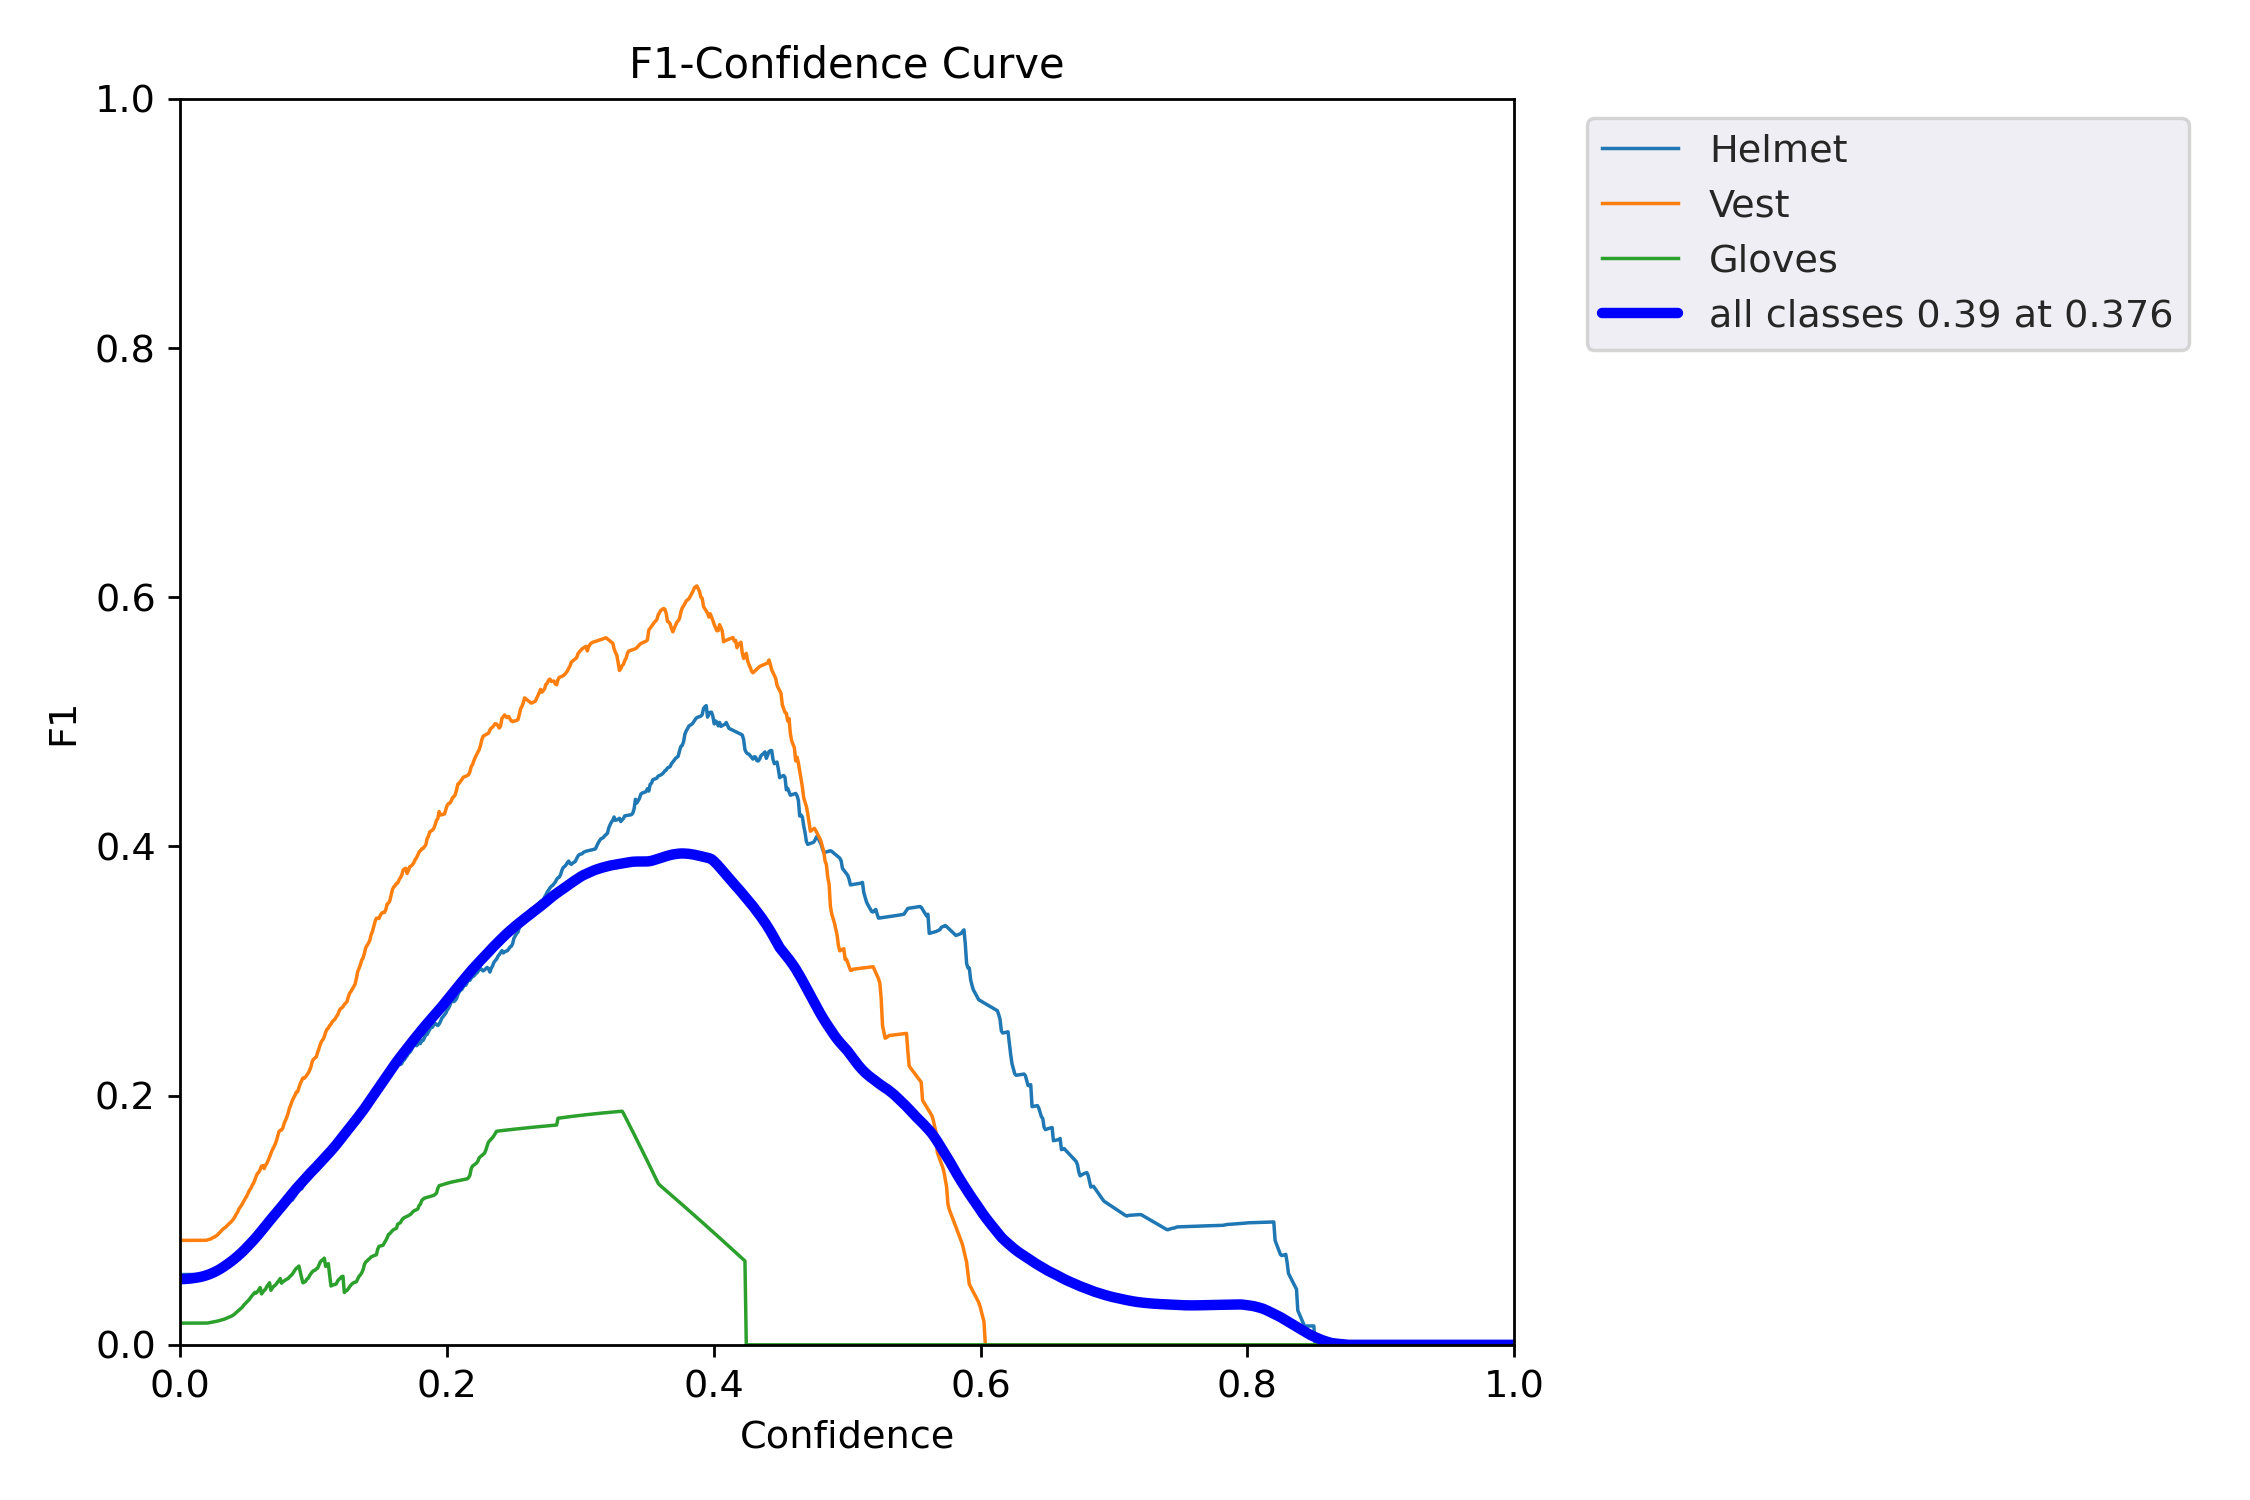 F1-Confidence Curve
1.0
0.8
0.6
0.4
0.2
0.0
F1
0.0 0.2 0.4 0.6 0.8 1.0
Confidence
Helmet
Vest
Gloves
all classes 0.39 at 0.376